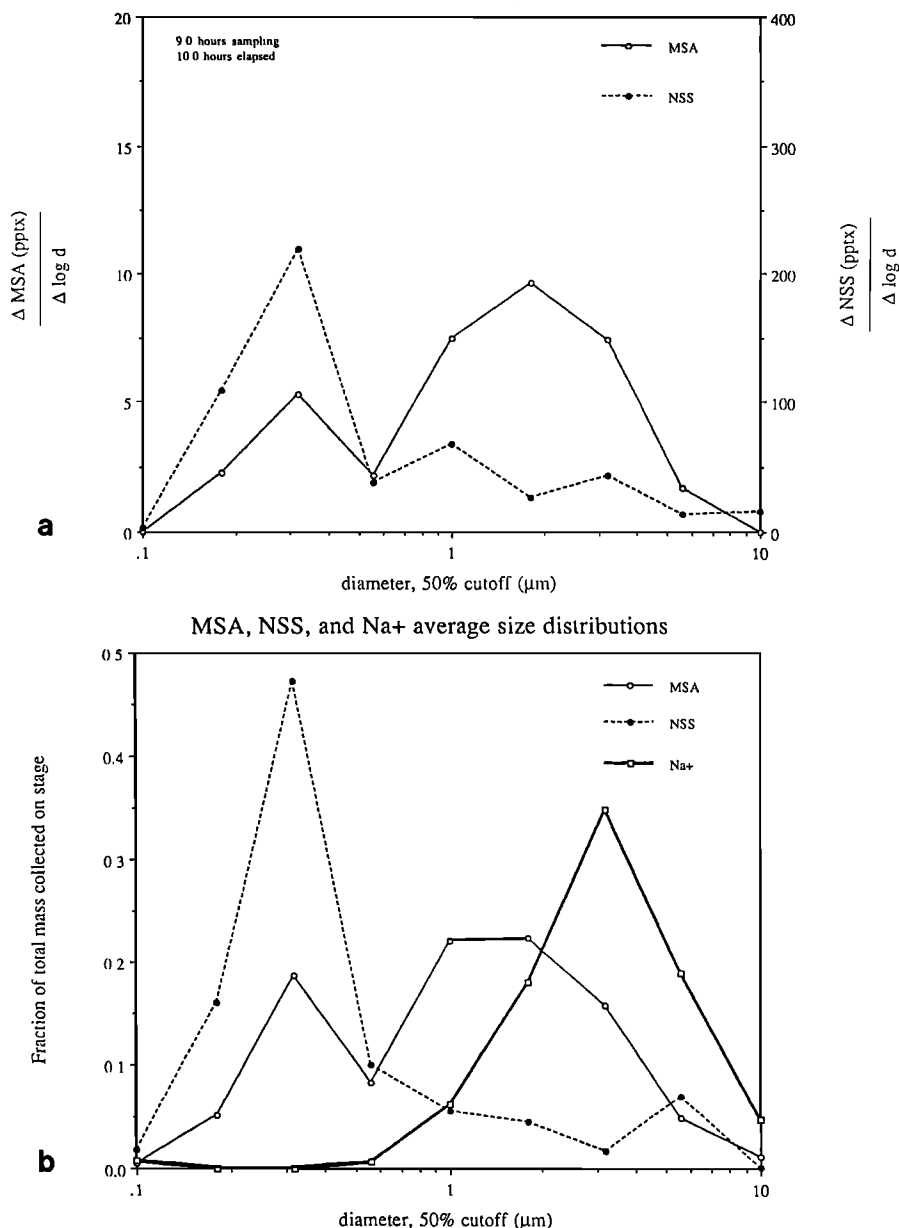 20
15
10
5
0
400
300
200
100
0
9 0 hours sampling
10 0 hours elapsed
MSA
NSS
Δ MSA (pptx)
Δ log d
Δ NSS (pptx)
Δ log d
a
.1
1
10
diameter, 50% cutoff (μm)
MSA, NSS, and Na+ average size distributions
0 5
0 4
0 3
0 2
0.1
0.0
MSA
NSS
Na+
Fraction of total mass collected on stage
b
.1
1
10
diameter, 50% cutoff (μm)